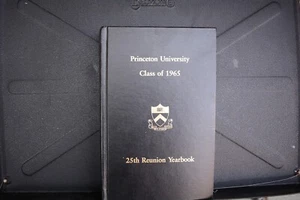 Princeton University
Class of 1965
25th Reunion Yearbook